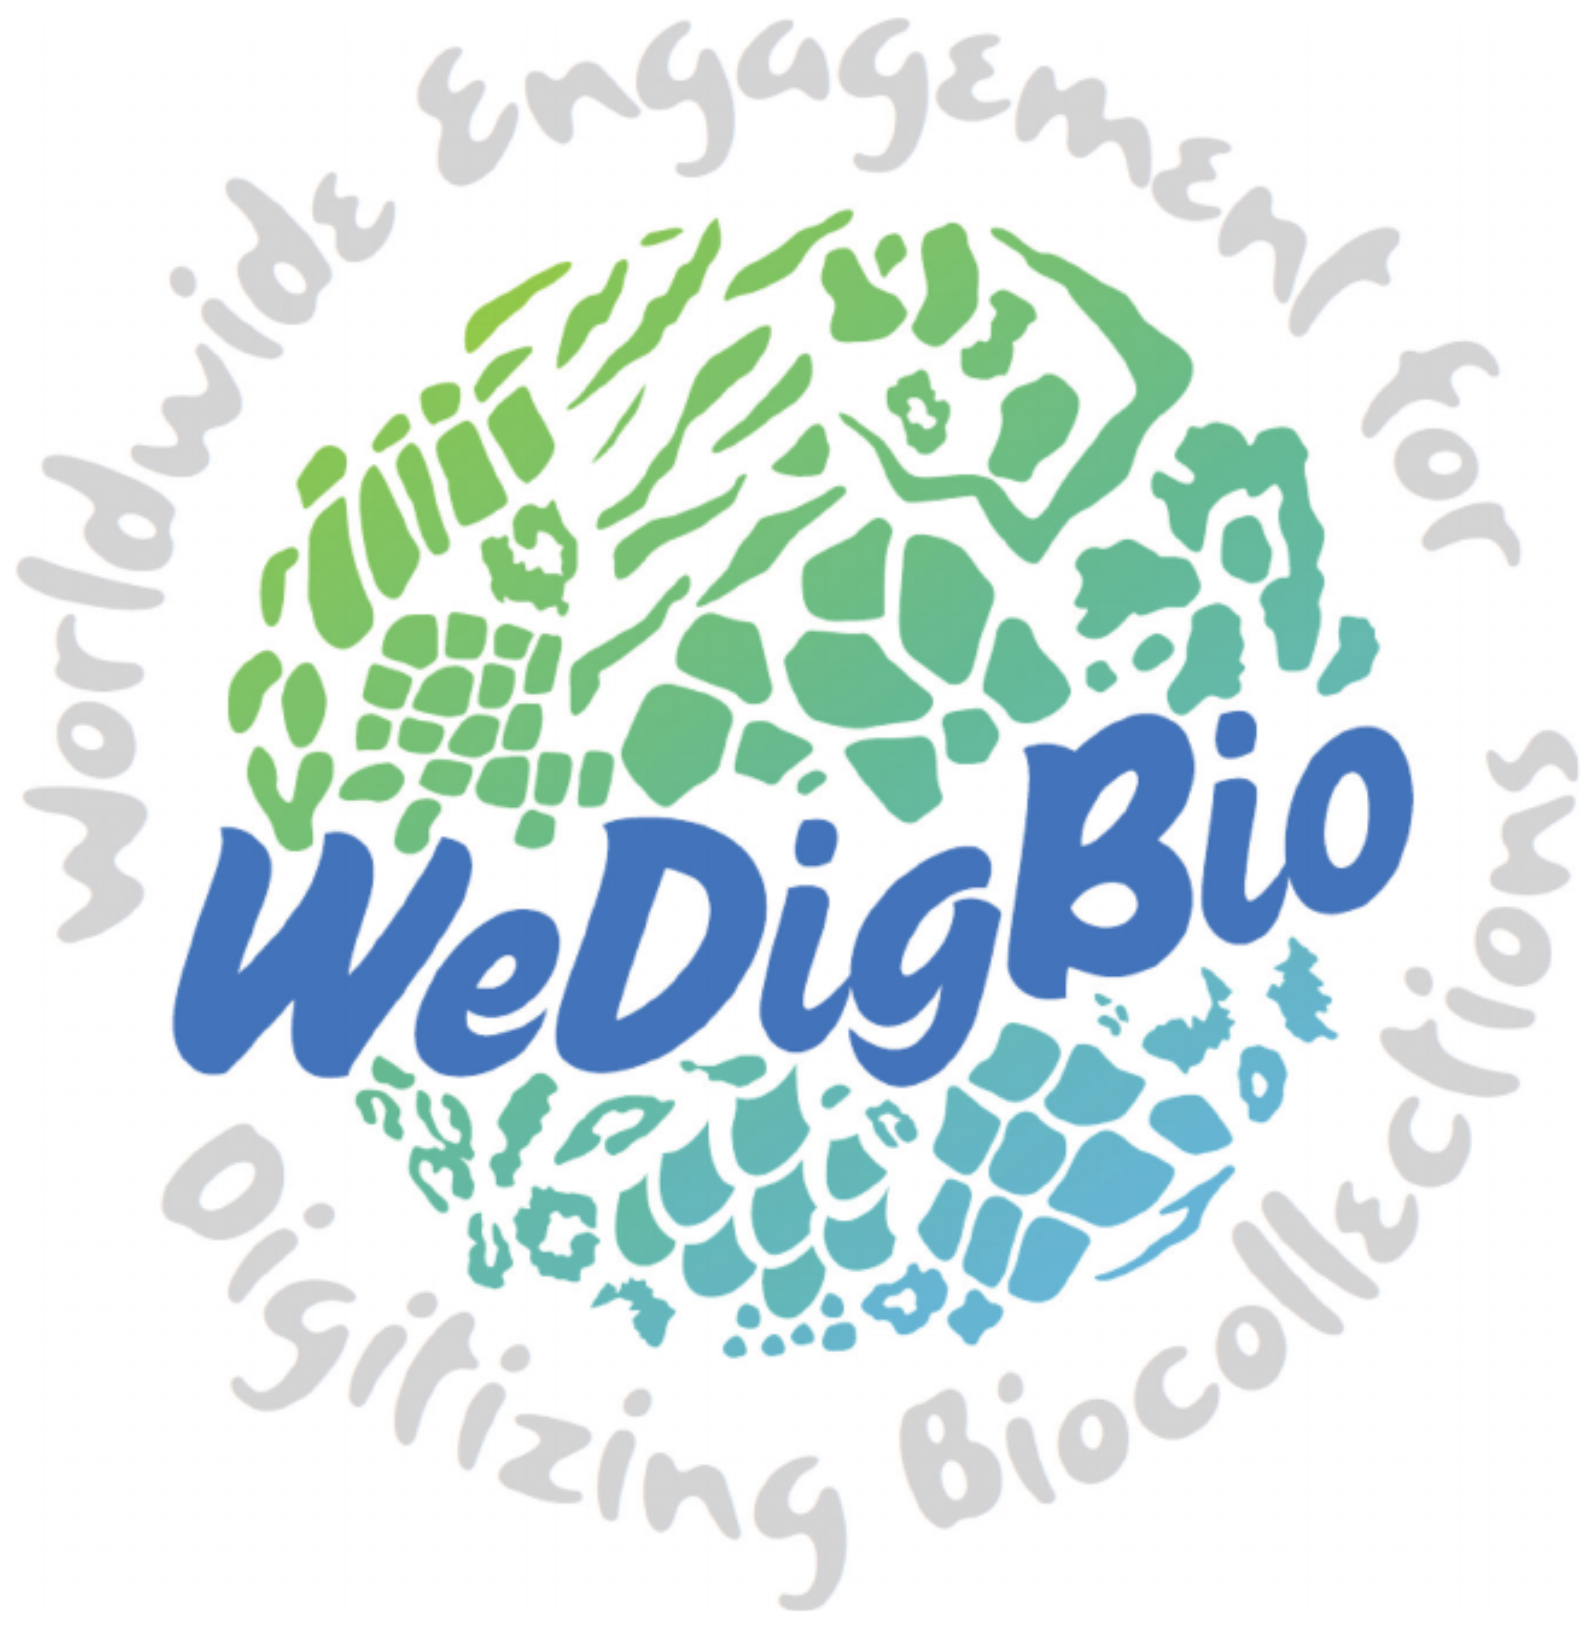 Worldwide Engagement for
WeDigBio
Digitizing Biocollections